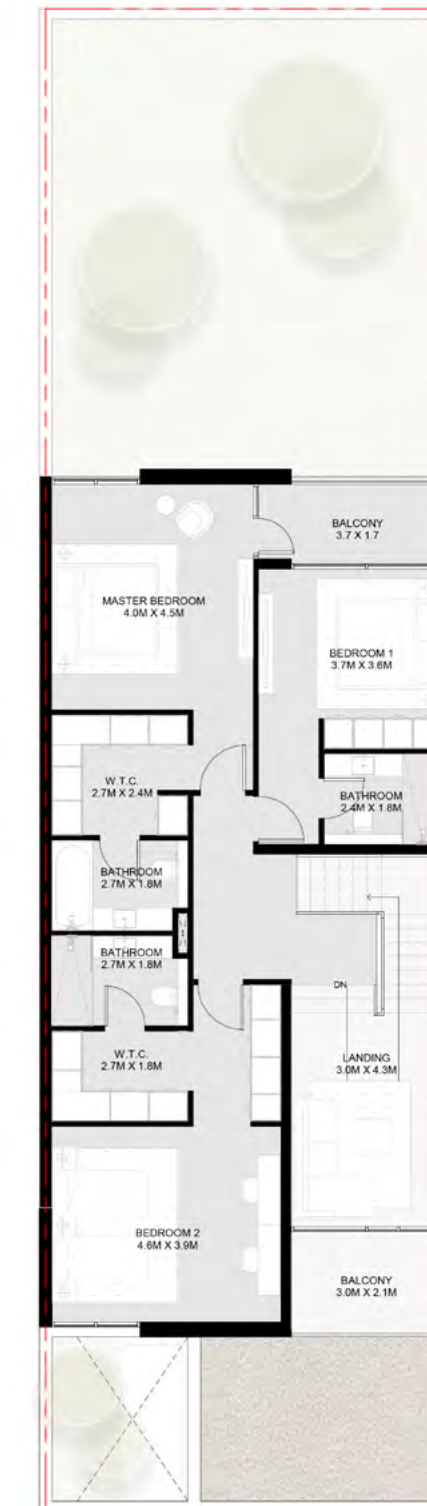 BALCONY
3.7 X 1.7
MASTER BEDROOM
4.0M X 4.5M
BEDROOM 1
3.7M X 3.6M
W.T.C.
2.7M X 2.4M
BATHROOM
2.4M X 1.8M
BATHROOM
2.7M X 1.8M
BATHROOM
2.7M X 1.8M
DN
W.T.C.
2.7M X 1.8M
LANDING
3.0M X 4.3M
BEDROOM 2
4.6M X 3.9M
BALCONY
3.0M X 2.1M